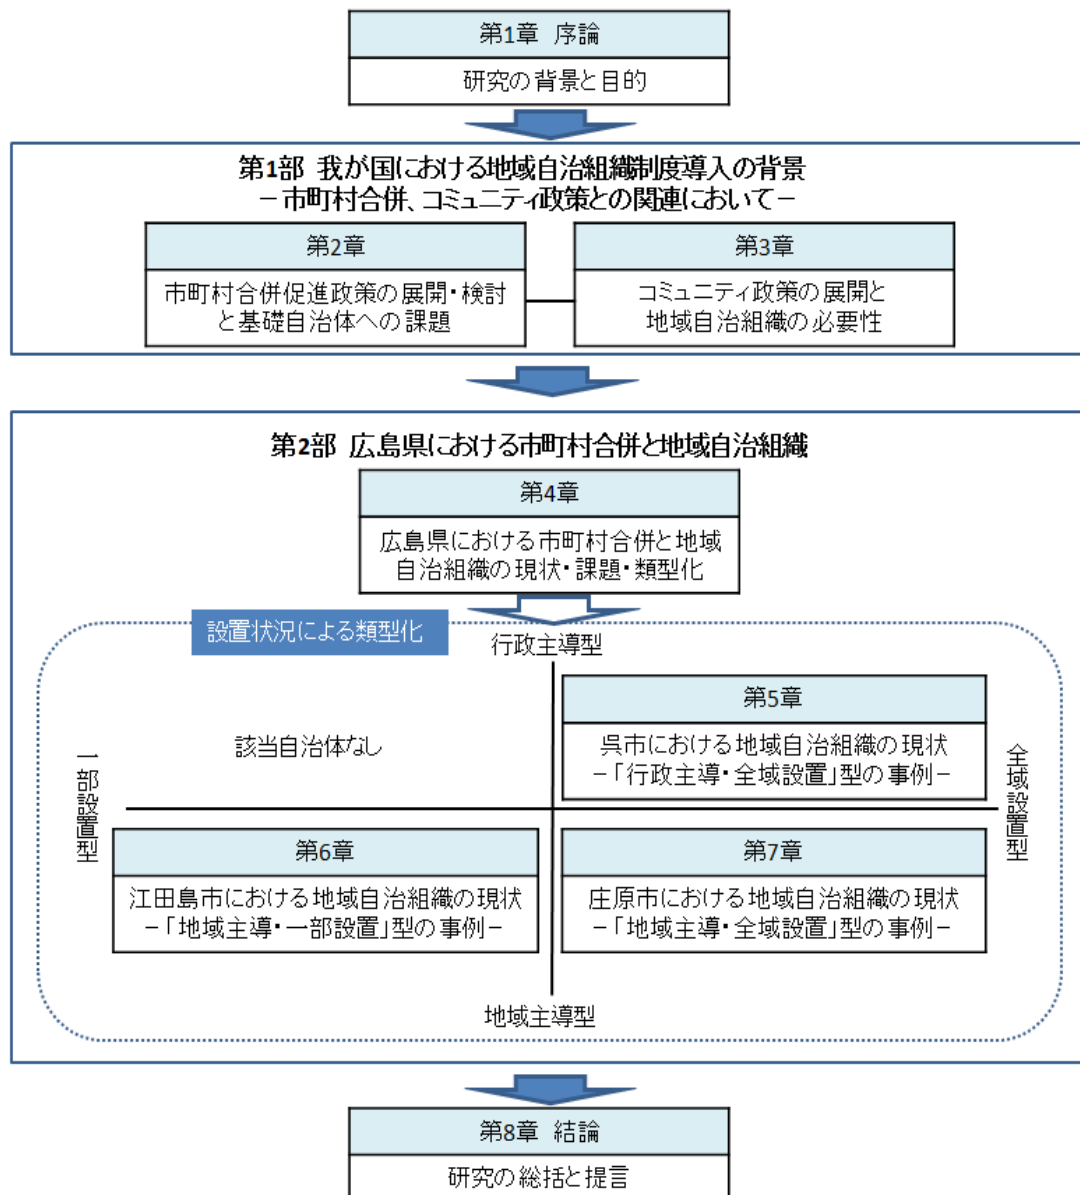 第1章 序論
研究の背景と目的
第1部 我が国における地域自治組織制度導入の背景
－市町村合併、コミュニティ政策との関連において－
第2章
市町村合併促進政策の展開・検討
と基礎自治体への課題
第3章
コミュニティ政策の展開と
地域自治組織の必要性
第2部 広島県における市町村合併と地域自治組織
第4章
広島県における市町村合併と地域
自治組織の現状・課題・類型化
設置状況による類型化
行政主導型
一部設置型
該当自治体なし
第5章
呉市における地域自治組織の現状
－「行政主導・全域設置」型の事例－
全域設置型
第6章
江田島市における地域自治組織の現状
－「地域主導・一部設置」型の事例－
第7章
庄原市における地域自治組織の現状
－「地域主導・全域設置」型の事例－
地域主導型
第8章 結論
研究の総括と提言